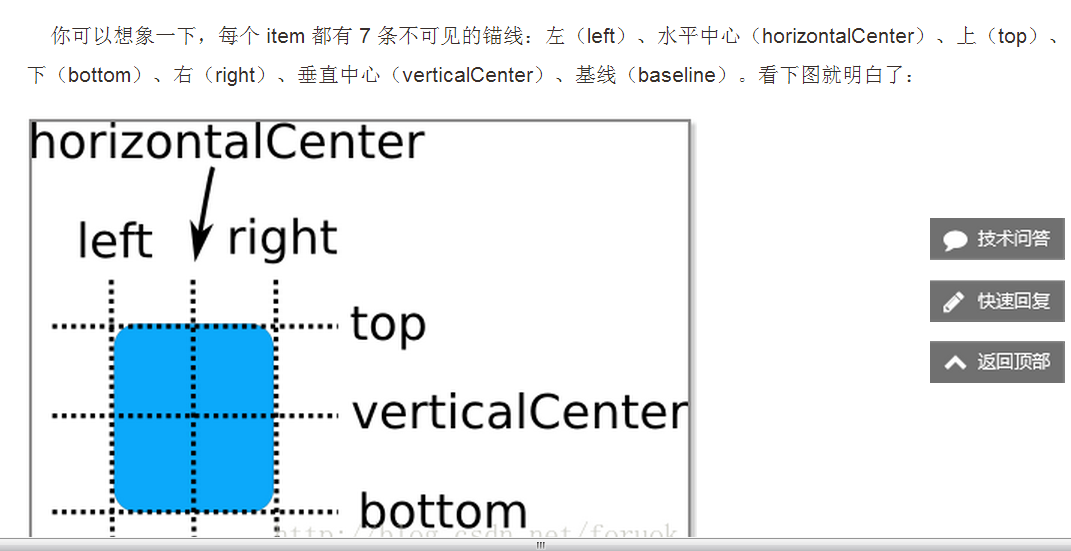 你可以想象一下，每个 item 都有 7 条不可见的锚线：左（left）、水平中心（horizontalCenter）、上（top）、
下（bottom）、右（right）、垂直中心（verticalCenter）、基线（baseline）。看下图就明白了：
horizontalCenter
left
right
技术问答
快速回复
top
返回顶部
verticalCenter
bottom
http://blog.csdn.net/foruok